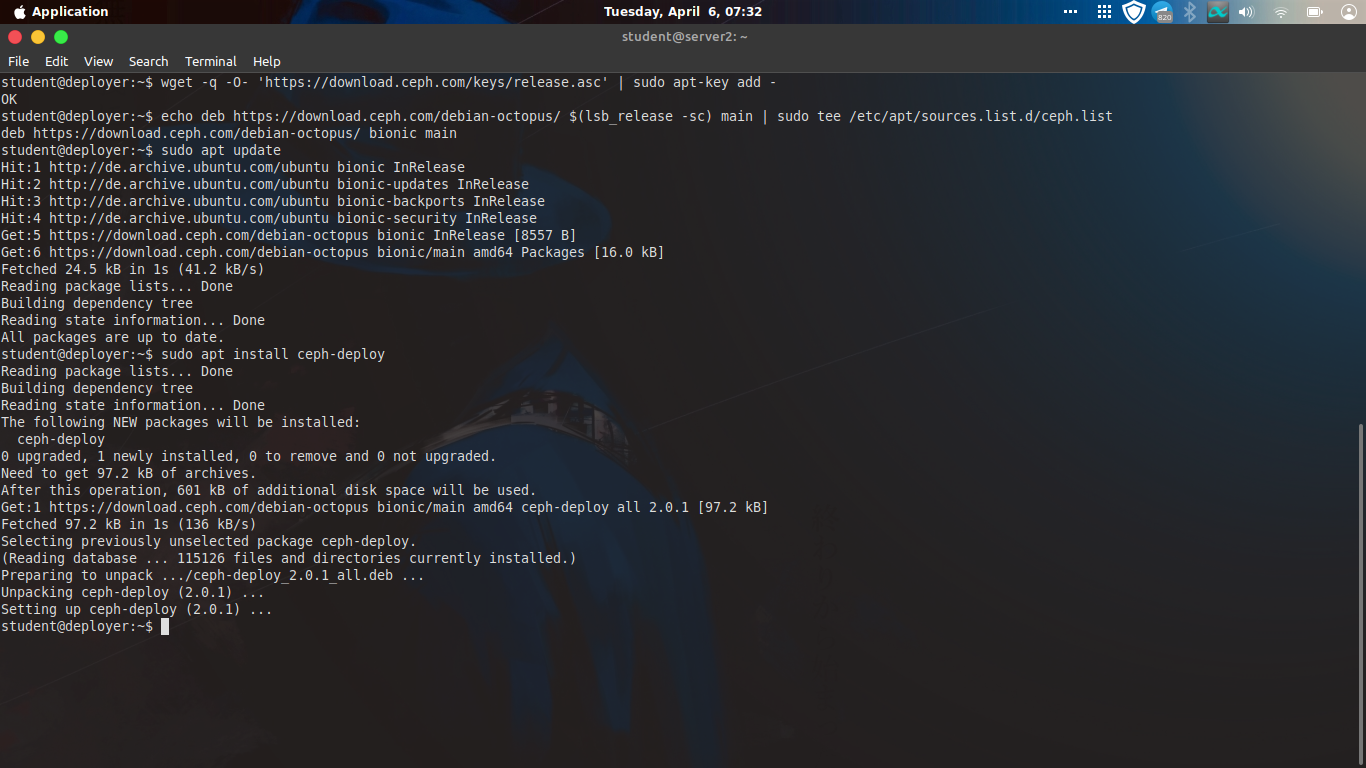 Application
Tuesday, April 6, 07:32
820
student@server2: ~
File Edit View Search Terminal Help
student@deployer:~$ wget -q -O- 'https://download.ceph.com/keys/release.asc' | sudo apt-key add -
OK
student@deployer:~$ echo deb https://download.ceph.com/debian-octopus/ $(lsb_release -sc) main | sudo tee /etc/apt/sources.list.d/ceph.list
deb https://download.ceph.com/debian-octopus/ bionic main
student@deployer:~$ sudo apt update
Hit:1 http://de.archive.ubuntu.com/ubuntu bionic InRelease
Hit:2 http://de.archive.ubuntu.com/ubuntu bionic-updates InRelease
Hit:3 http://de.archive.ubuntu.com/ubuntu bionic-backports InRelease
Hit:4 http://de.archive.ubuntu.com/ubuntu bionic-security InRelease
Get:5 https://download.ceph.com/debian-octopus bionic InRelease [8557 B]
Get:6 https://download.ceph.com/debian-octopus bionic/main amd64 Packages [16.0 kB]
Fetched 24.5 kB in 1s (41.2 kB/s)
Reading package lists... Done
Building dependency tree
Reading state information... Done
All packages are up to date.
student@deployer:~$ sudo apt install ceph-deploy
Reading package lists... Done
Building dependency tree
Reading state information... Done
The following NEW packages will be installed:
  ceph-deploy
0 upgraded, 1 newly installed, 0 to remove and 0 not upgraded.
Need to get 97.2 kB of archives.
After this operation, 601 kB of additional disk space will be used.
Get:1 https://download.ceph.com/debian-octopus bionic/main amd64 ceph-deploy all 2.0.1 [97.2 kB]
Fetched 97.2 kB in 1s (136 kB/s)
Selecting previously unselected package ceph-deploy.
(Reading database ... 115126 files and directories currently installed.)
Preparing to unpack .../ceph-deploy_2.0.1_all.deb ...
Unpacking ceph-deploy (2.0.1) ...
Setting up ceph-deploy (2.0.1) ...
student@deployer:~$